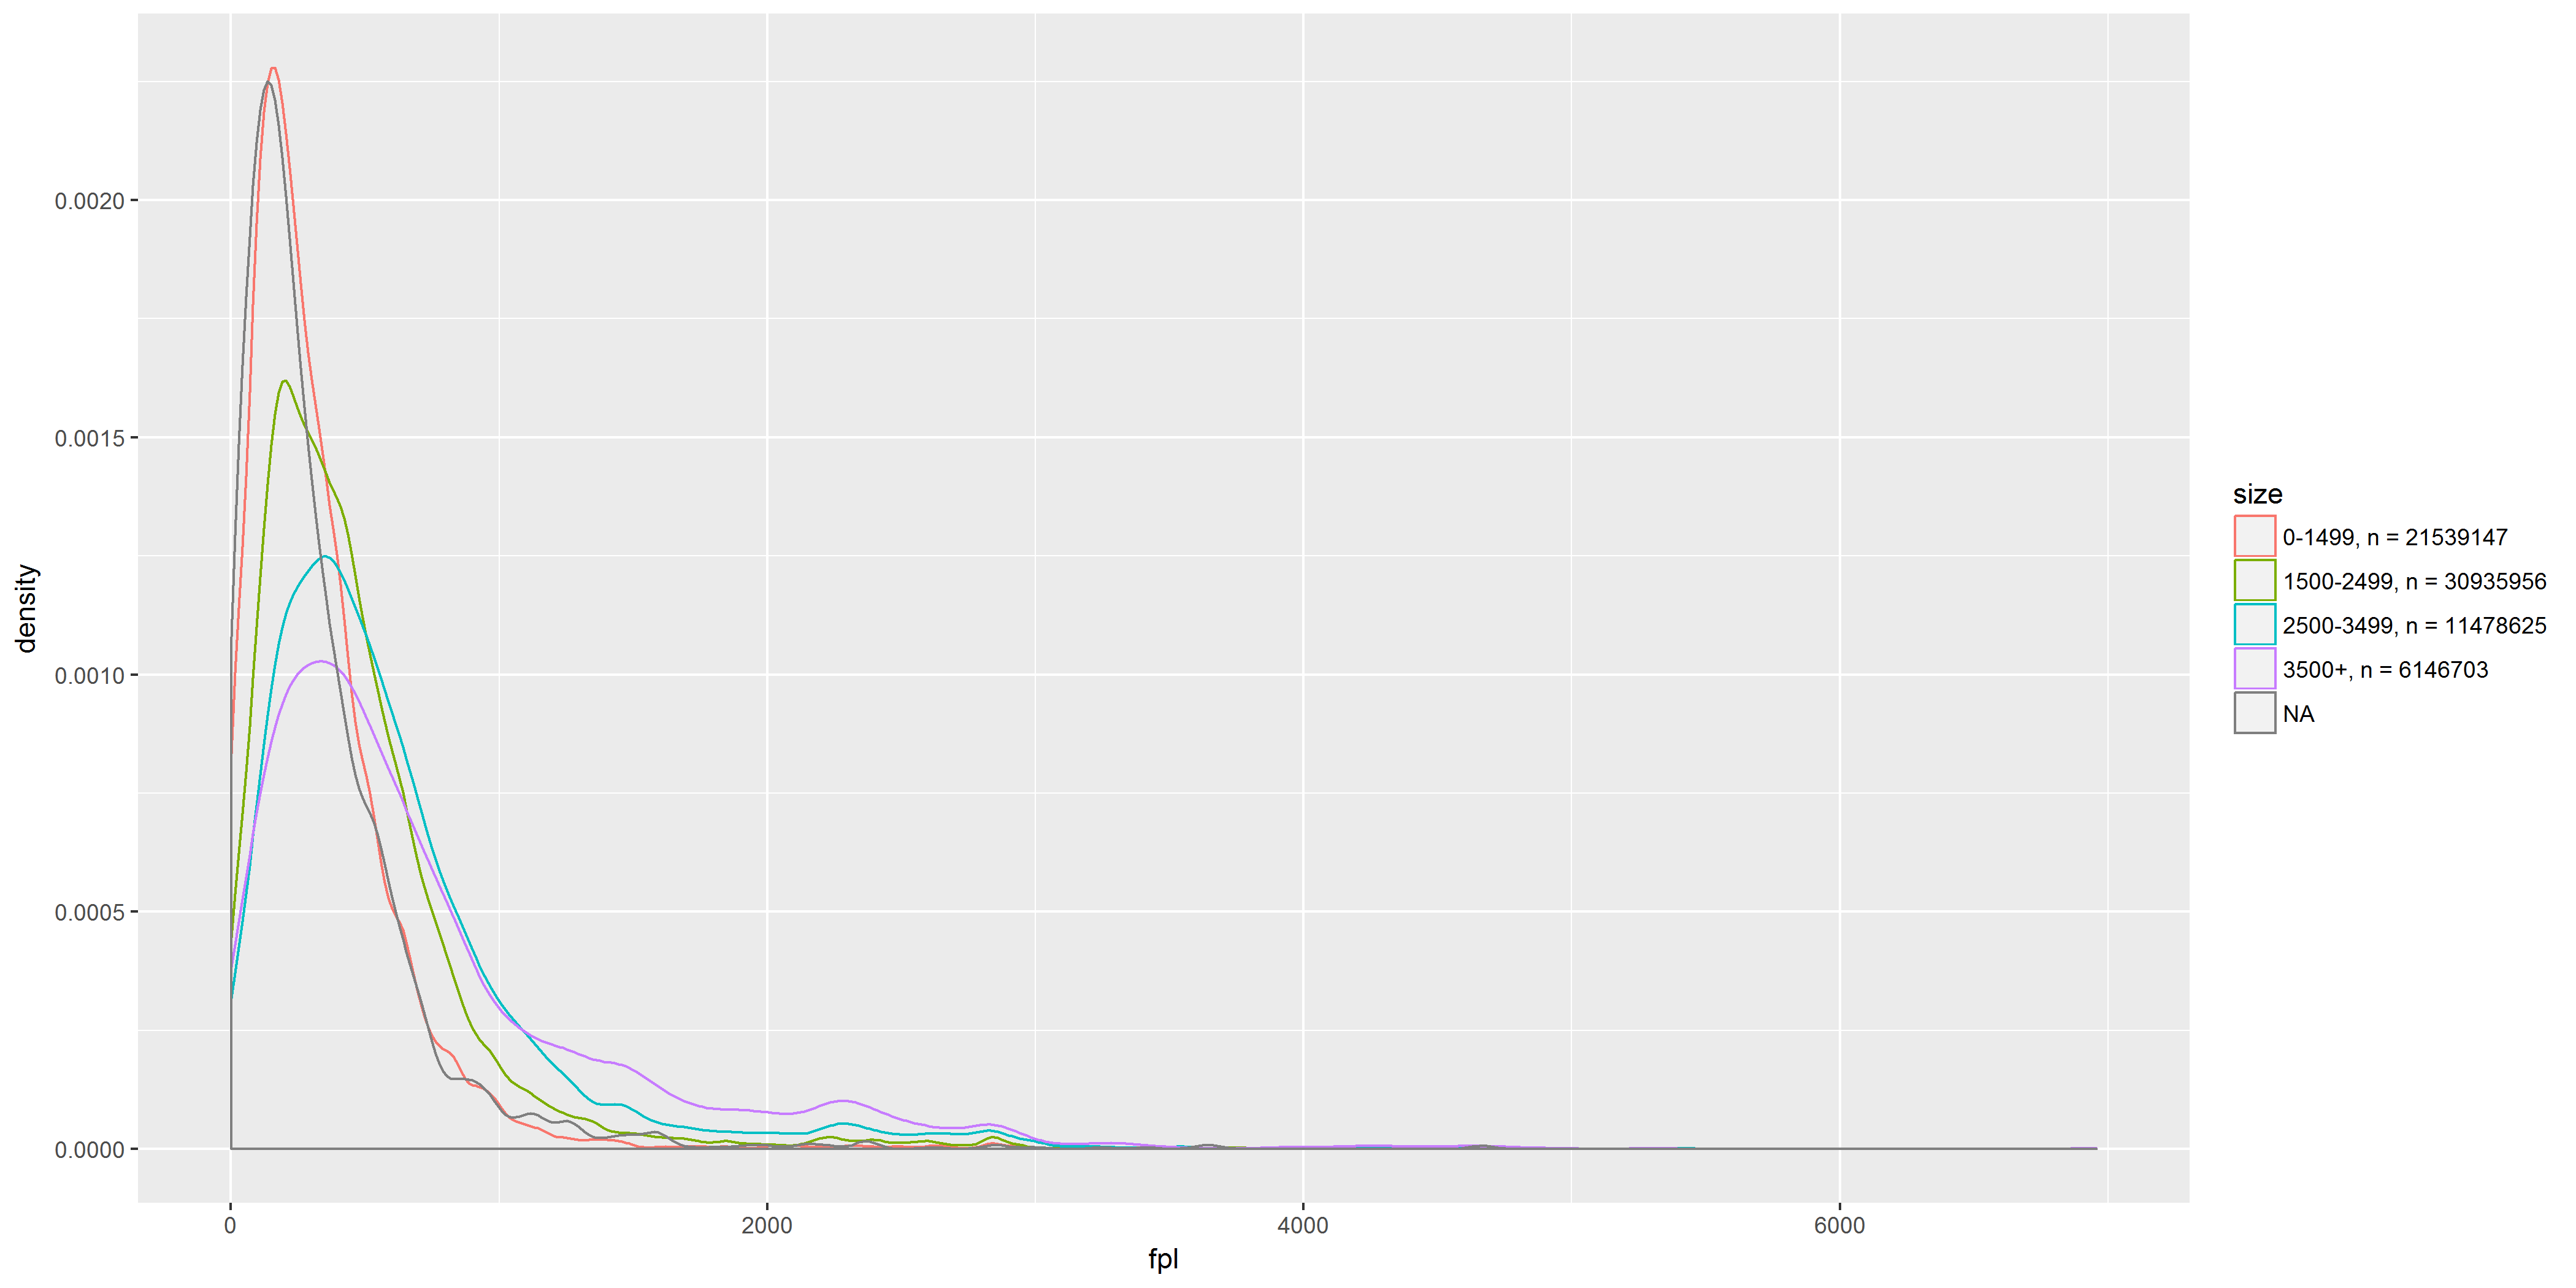 density
0.0020
0.0015
0.0010
0.0005
0.0000
0
2000
4000
6000
fpl
size
0-1499, n = 21539147
1500-2499, n = 30935956
2500-3499, n = 11478625
3500+, n = 6146703
NA